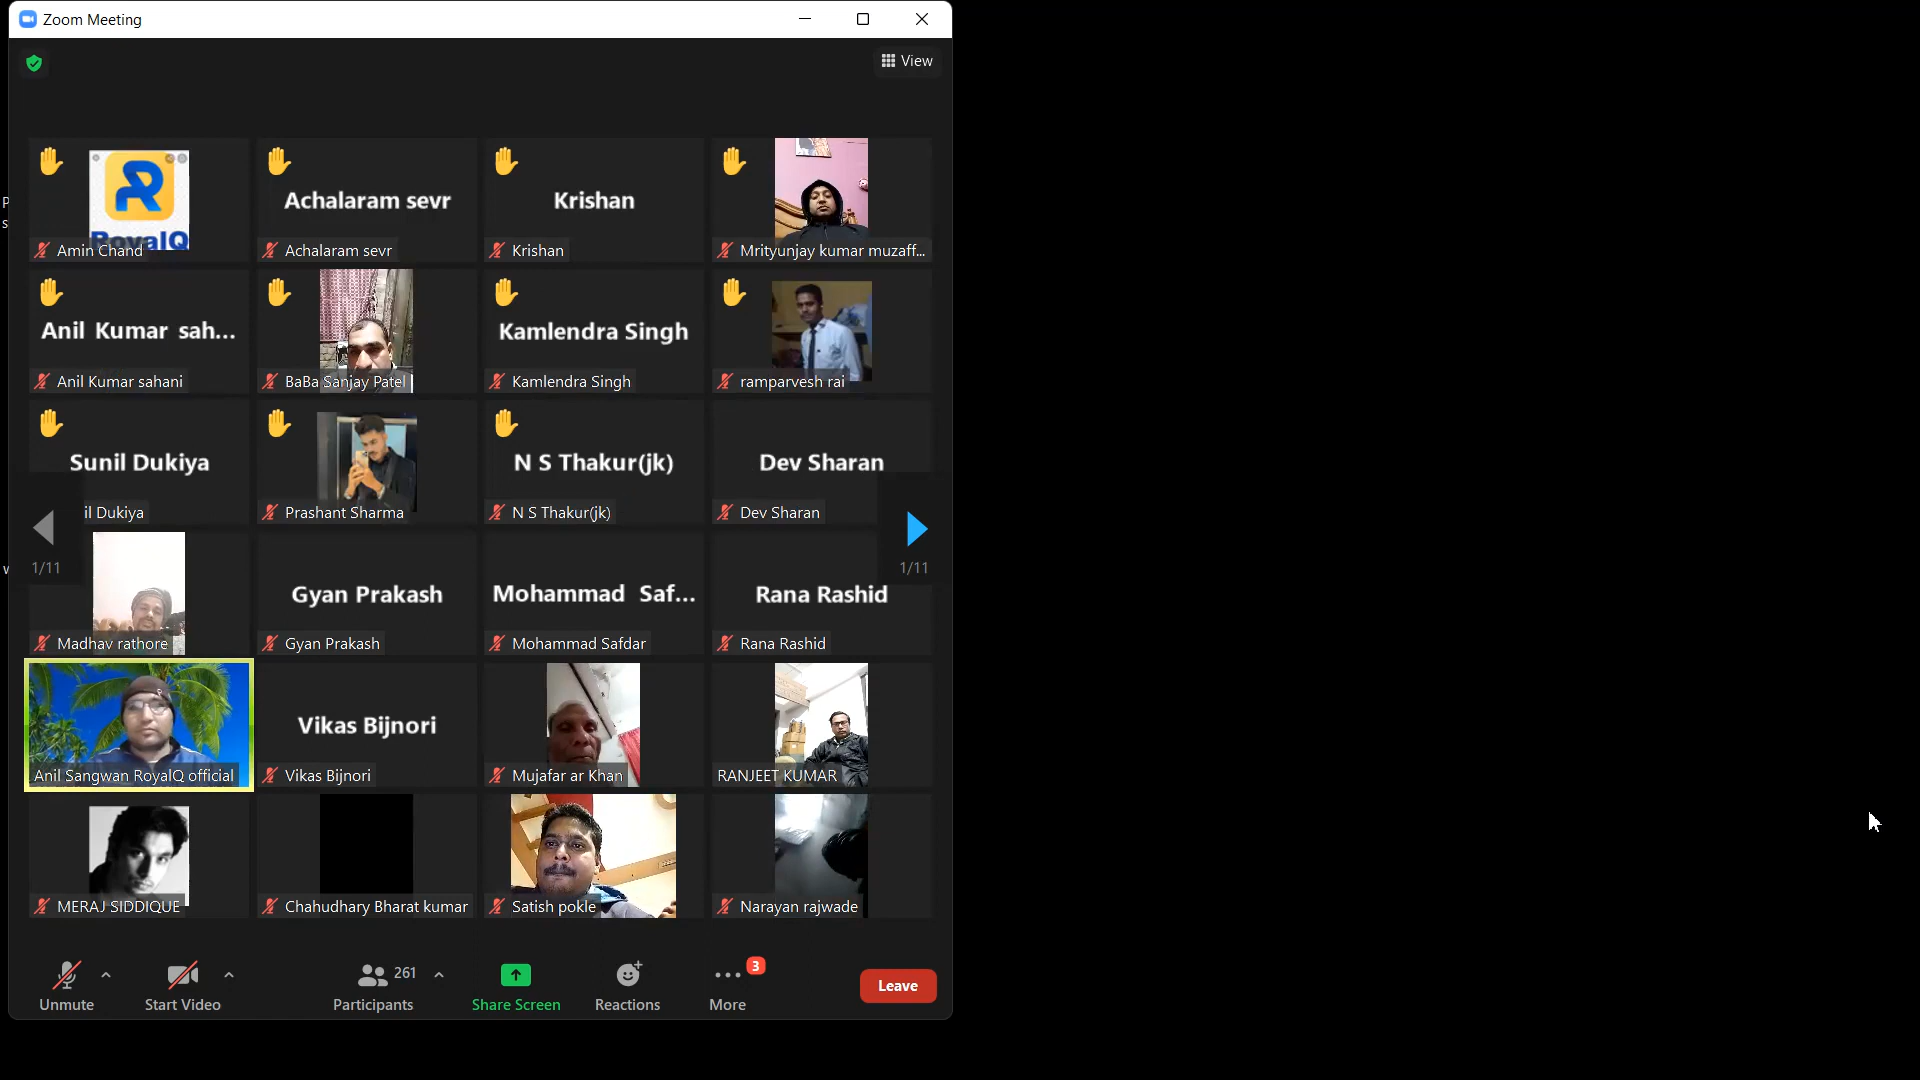 Zoom Meeting
View
P
s
RoyalQ
Amin Chand
Achalaram sevr
Achalaram sevr
Krishan
Krishan
Mrityunjay kumar muzaff...
Anil Kumar sah...
Anil Kumar sahani
BaBa Sanjay Patel
Kamlendra Singh
Kamlendra Singh
ramparvesh rai
Sunil Dukiya
il Dukiya
Prashant Sharma
N S Thakur(jk)
N S Thakur(jk)
Dev Sharan
Dev Sharan
1/11
1/11
w
Madhav rathore
Gyan Prakash
Gyan Prakash
Mohammad Saf...
Mohammad Safdar
Rana Rashid
Rana Rashid
Anil Sangwan RoyalQ official
Vikas Bijnori
Vikas Bijnori
Mujafar ar Khan
RANJEET KUMAR
MERAJ SIDDIQUE
Chahudhary Bharat kumar
Satish pokle
Narayan rajwade
Unmute
Start Video
261
Participants
Share Screen
Reactions
3
More
Leave